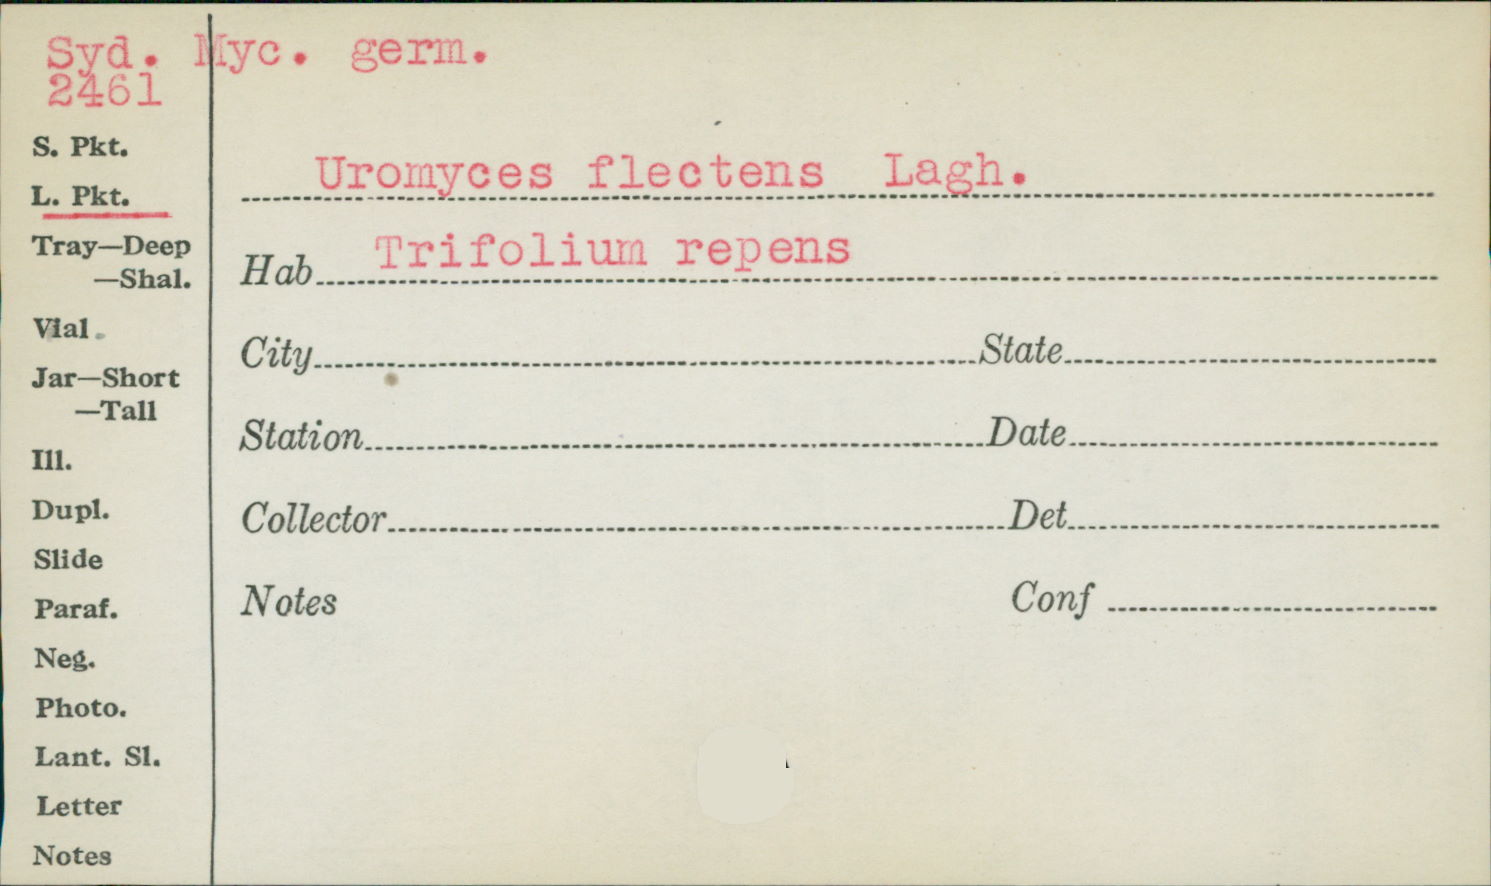 Syd. Myc. germ.
2461
S. Pkt.
L. Pkt.
Tray—Deep
—Shal.
Vial
Jar—Short
—Tall
Ill.
Dupl.
Slide
Paraf.
Neg.
Photo.
Lant. Sl.
Letter
Notes
Uromyces flectens Lagh.
Hab Trifolium repens
City State
Station Date
Collector Det
Notes Conf